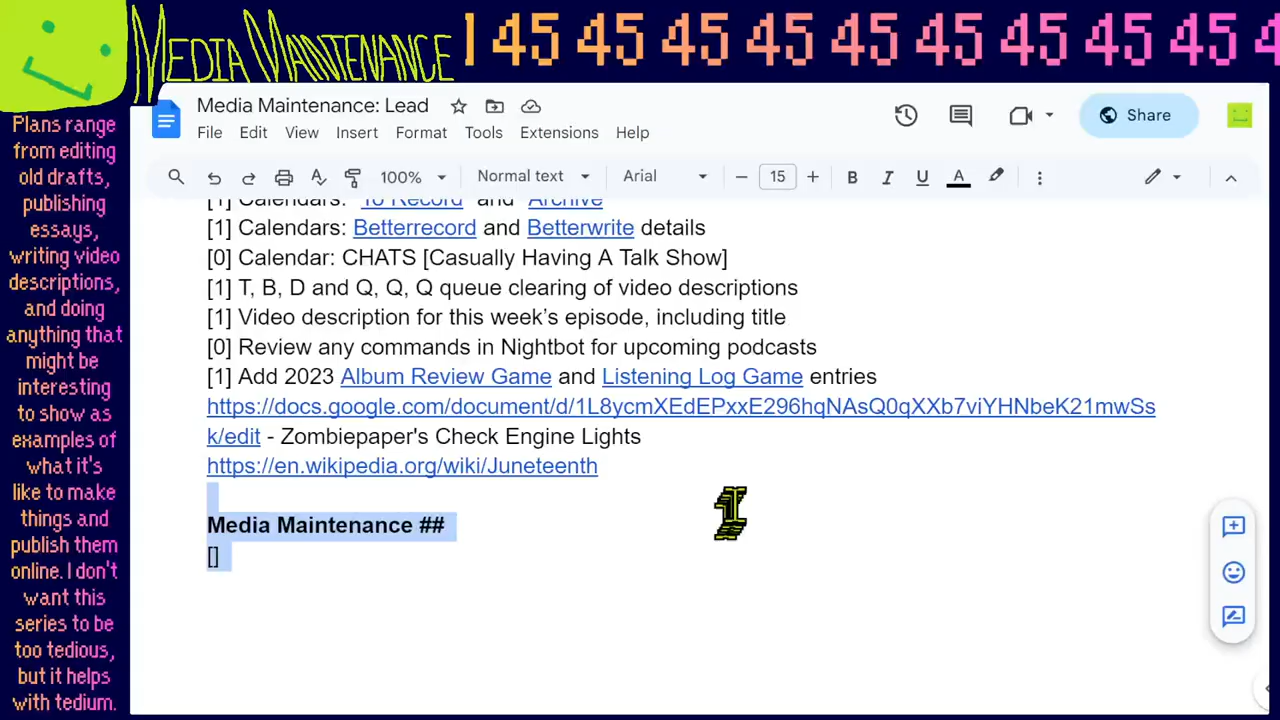 MEDIA MAINTENANCE
45 45 45 45 45 45 45 45 45
Plans range
from editing
old drafts,
publishing
essays,
writing video
descriptions,
and doing
anything that
might be
interesting
to show as
examples of
what it's
like to make
things and
publish them
online. I don't
want this
series to be
too tedious,
but it helps
with tedium.
Media Maintenance: Lead
Share
File Edit View Insert Format Tools Extensions Help
100% Normal text Arial 15 B I U A
[1] Calendars: "To Record" and "Archive"
[1] Calendars: Betterrecord and Betterwrite details
[0] Calendar: CHATS [Casually Having A Talk Show]
[1] T, B, D and Q, Q, Q queue clearing of video descriptions
[1] Video description for this week’s episode, including title
[0] Review any commands in Nightbot for upcoming podcasts
[1] Add 2023 Album Review Game and Listening Log Game entries
https://docs.google.com/document/d/1L8ycmXEdEPxxE296hqNAsQ0qXXb7viYHNbeK21mwSs
k/edit - Zombiepaper's Check Engine Lights
https://en.wikipedia.org/wiki/Juneteenth
Media Maintenance ##
[]